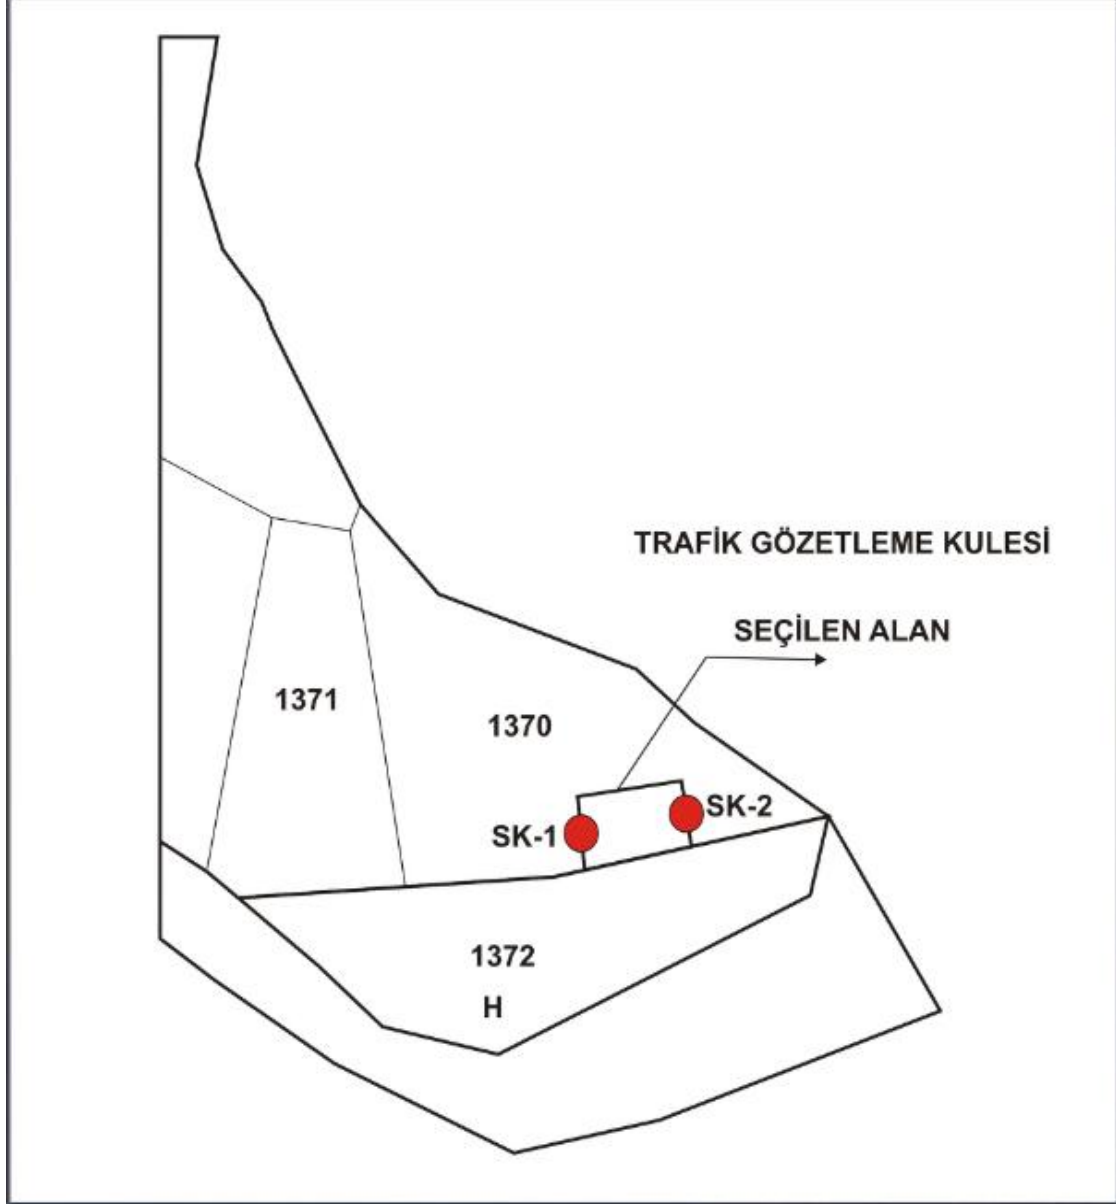 TRAFİK GÖZETLEME KULESİ
SEÇİLEN ALAN
1371
1370
SK-2
SK-1
1372
H